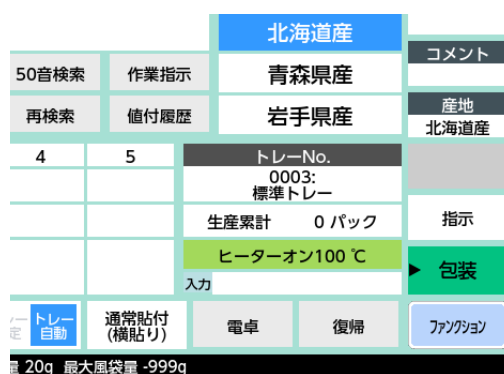 北海道産
コメント
50音検索
作業指示
青森県産
再検索
値付履歴
岩手県産
産地
北海道産
4
5
トレーNo.
0003:
標準トレー
生産累計 0 パック
指示
ヒーターオン100 ℃
入力
包装
トレー
自動
通常貼付
(横貼り)
電卓
復帰
ファンクション
量 20g 最大風袋量 -999g